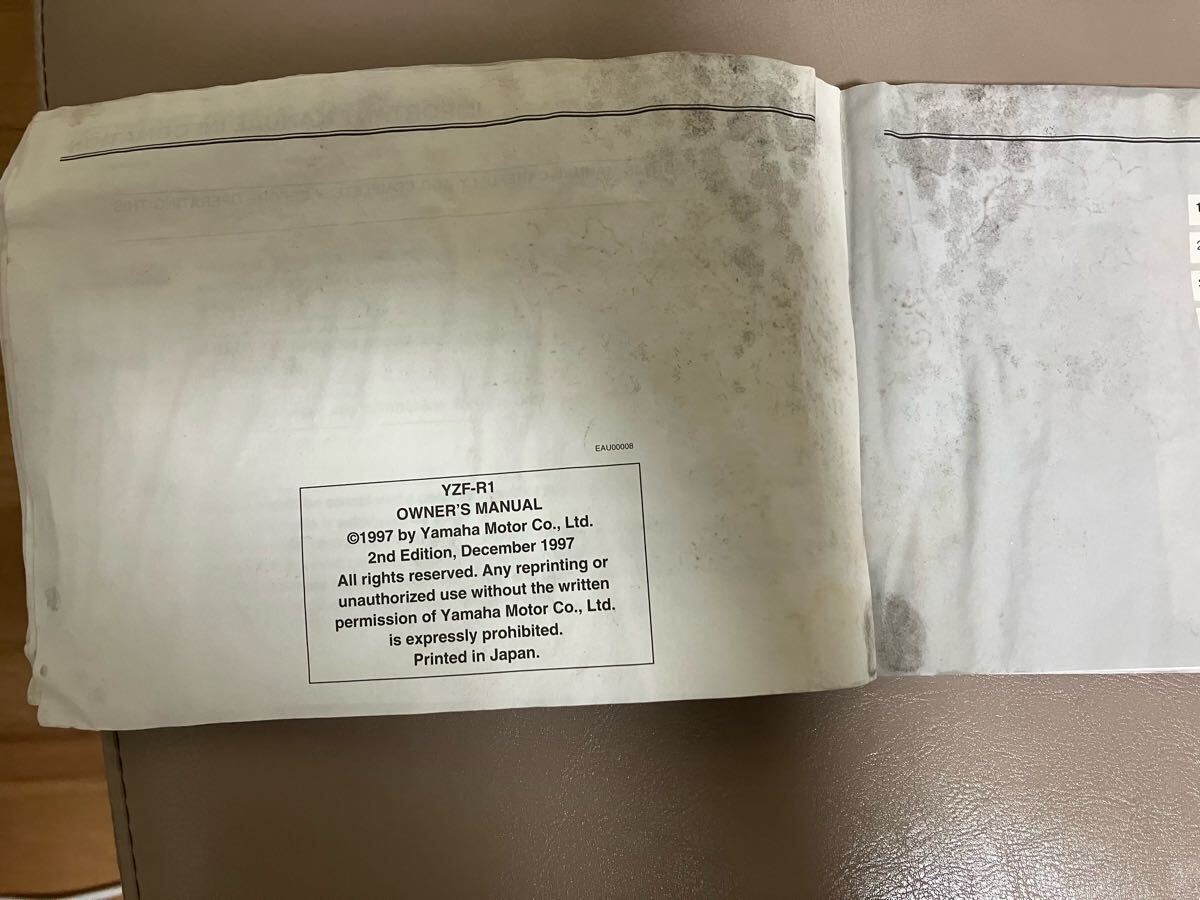 EAU00008
YZF-R1
OWNER'S MANUAL
©1997 by Yamaha Motor Co., Ltd.
2nd Edition, December 1997
All rights reserved. Any reprinting or
unauthorized use without the written
permission of Yamaha Motor Co., Ltd.
is expressly prohibited.
Printed in Japan.
1
2